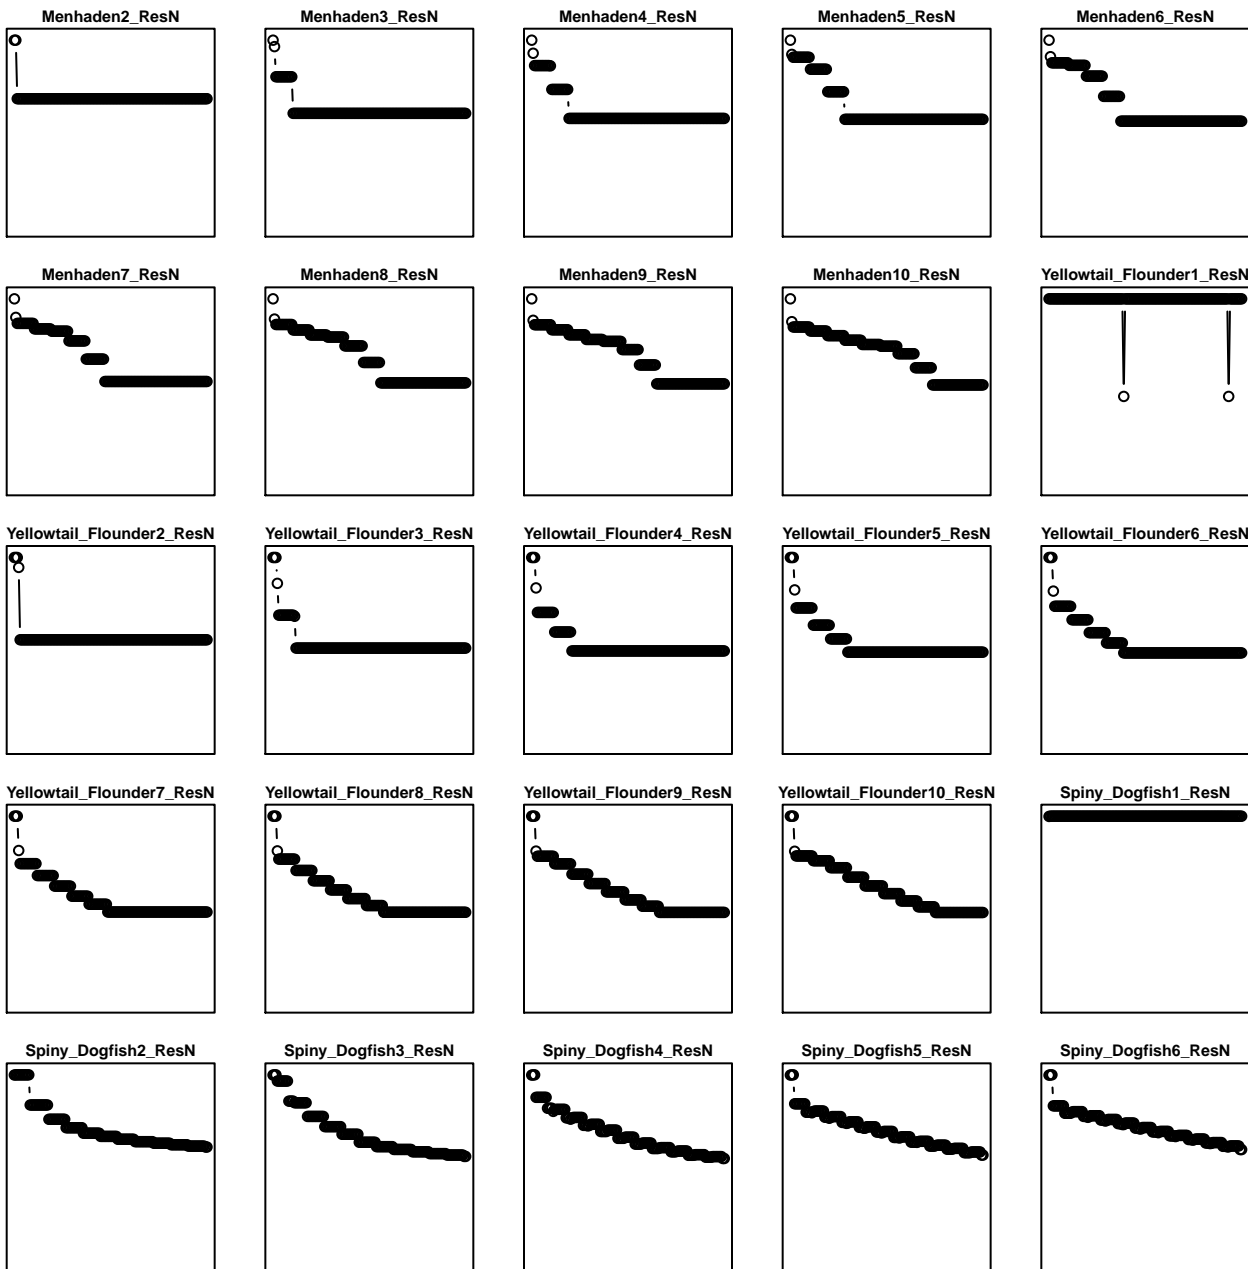 Menhaden2_ResN
Menhaden3_ResN
Menhaden4_ResN
Menhaden5_ResN
Menhaden6_ResN
Menhaden7_ResN
Menhaden8_ResN
Menhaden9_ResN
Menhaden10_ResN
Yellowtail_Flounder1_ResN
Yellowtail_Flounder2_ResN
Yellowtail_Flounder3_ResN
Yellowtail_Flounder4_ResN
Yellowtail_Flounder5_ResN
Yellowtail_Flounder6_ResN
Yellowtail_Flounder7_ResN
Yellowtail_Flounder8_ResN
Yellowtail_Flounder9_ResN
Yellowtail_Flounder10_ResN
Spiny_Dogfish1_ResN
Spiny_Dogfish2_ResN
Spiny_Dogfish3_ResN
Spiny_Dogfish4_ResN
Spiny_Dogfish5_ResN
Spiny_Dogfish6_ResN